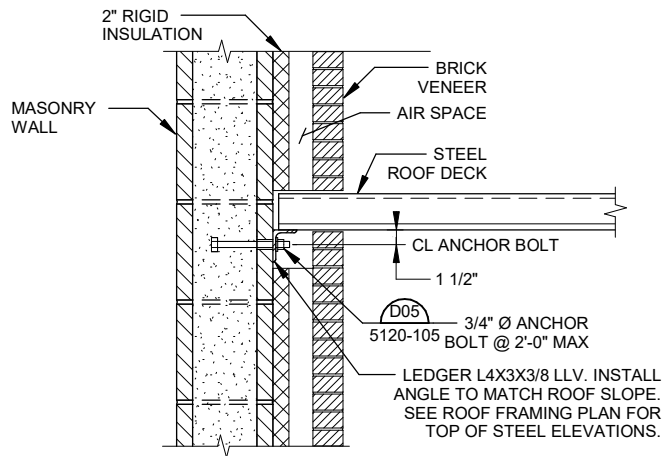 2" RIGID
INSULATION
BRICK
VENEER
MASONRY
WALL
AIR SPACE
STEEL
ROOF DECK
CL ANCHOR BOLT
1 1/2"
D05
5120-105
3/4" Ø ANCHOR
BOLT @ 2'-0" MAX
LEDGER L4X3X3/8 LLV. INSTALL
ANGLE TO MATCH ROOF SLOPE.
SEE ROOF FRAMING PLAN FOR
TOP OF STEEL ELEVATIONS.